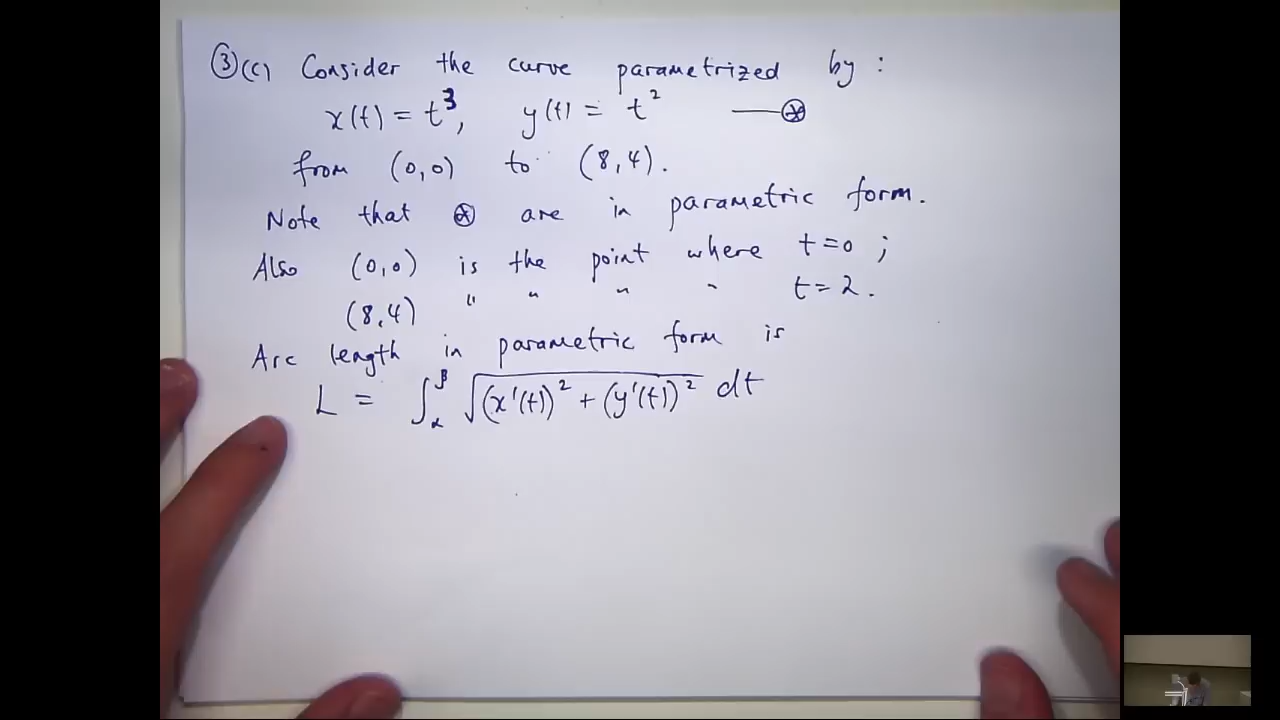 ③(c) Consider the curve parametrized by :
x(t) = t³, y(t) = t² —⊛
from (0,0) to (8,4).
Note that ⊛ are in parametric form.
Also (0,0) is the point where t=0 ;
(8,4) " " " " t=2.
Arc length in parametric form is
L = ∫_α^β √((x'(t))² + (y'(t))²) dt